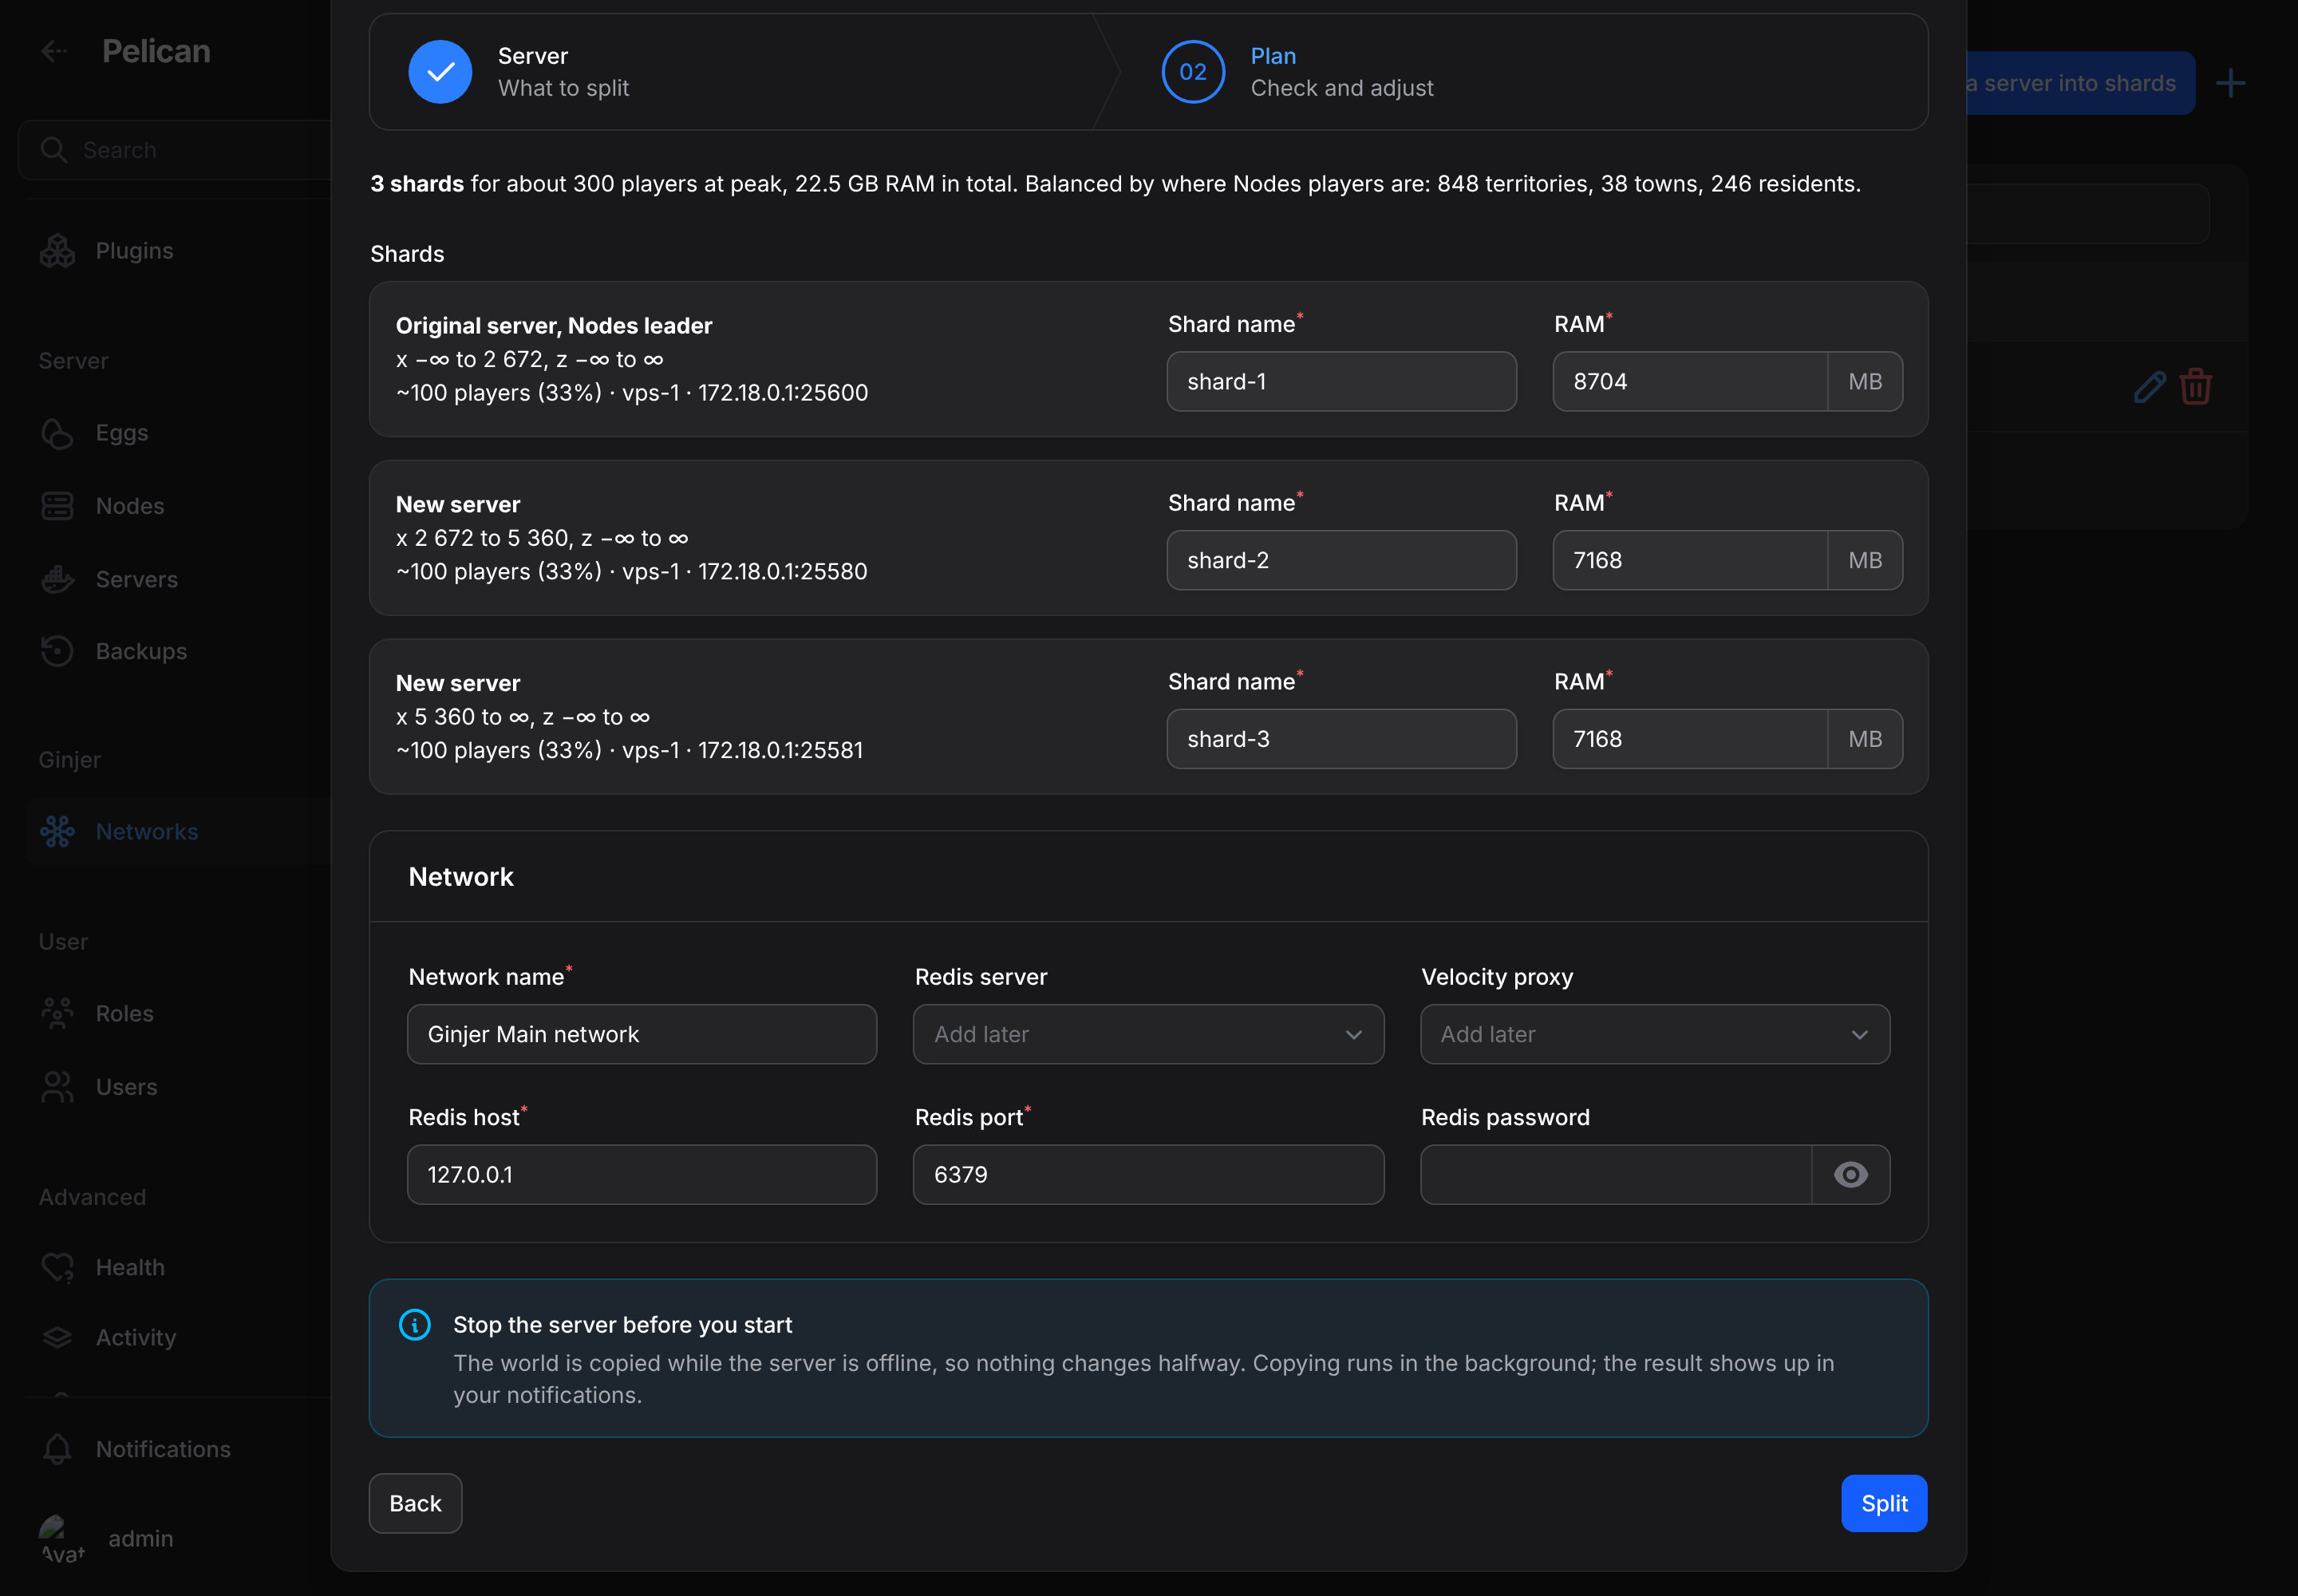 Pelican
Search
Plugins
Server
Eggs
Nodes
Servers
Backups
Ginjer
Networks
User
Roles
Users
Advanced
Health
Activity
Notifications
Avat
admin
a server into shards
Server
What to split
02
Plan
Check and adjust
3 shards for about 300 players at peak, 22.5 GB RAM in total. Balanced by where Nodes players are: 848 territories, 38 towns, 246 residents.
Shards
Original server, Nodes leader
x −∞ to 2 672, z −∞ to ∞
~100 players (33%) · vps-1 · 172.18.0.1:25600
Shard name*
shard-1
RAM*
8704 MB
New server
x 2 672 to 5 360, z −∞ to ∞
~100 players (33%) · vps-1 · 172.18.0.1:25580
Shard name*
shard-2
RAM*
7168 MB
New server
x 5 360 to ∞, z −∞ to ∞
~100 players (33%) · vps-1 · 172.18.0.1:25581
Shard name*
shard-3
RAM*
7168 MB
Network
Network name*
Ginjer Main network
Redis server
Add later
Velocity proxy
Add later
Redis host*
127.0.0.1
Redis port*
6379
Redis password
Stop the server before you start
The world is copied while the server is offline, so nothing changes halfway. Copying runs in the background; the result shows up in
your notifications.
Back
Split